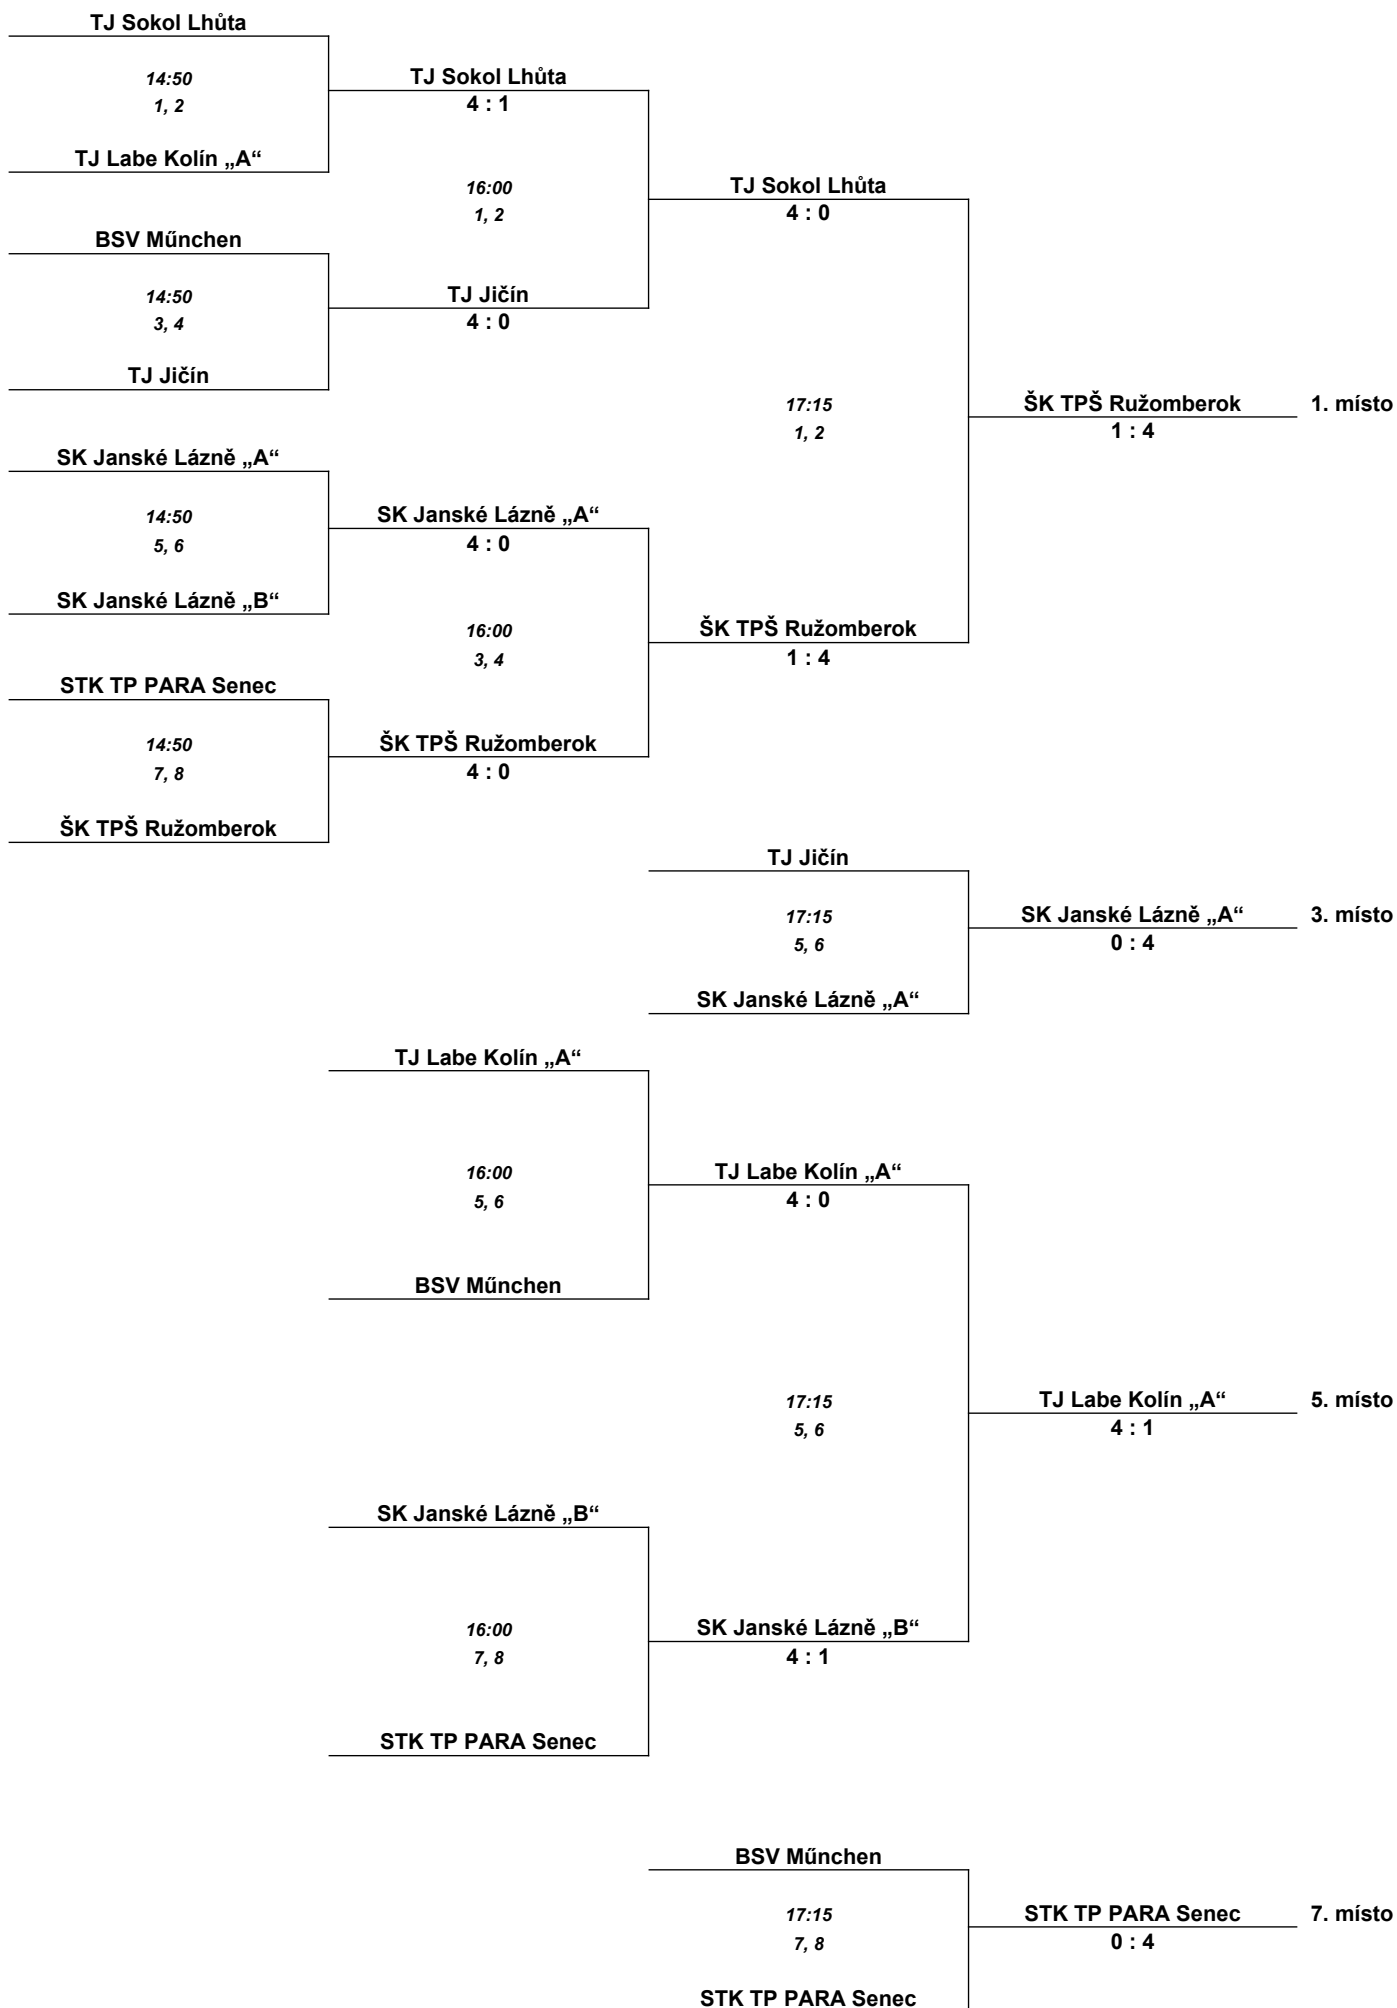 TJ Sokol Lhůta
14:50
1, 2
TJ Sokol Lhůta
4 : 1
TJ Labe Kolín „A“
16:00
1, 2
TJ Sokol Lhůta
4 : 0
BSV Műnchen
14:50
3, 4
TJ Jičín
4 : 0
TJ Jičín
17:15
1, 2
ŠK TPŠ Ružomberok
1 : 4
1. místo
SK Janské Lázně „A“
14:50
5, 6
SK Janské Lázně „A“
4 : 0
SK Janské Lázně „B“
16:00
3, 4
ŠK TPŠ Ružomberok
1 : 4
STK TP PARA Senec
14:50
7, 8
ŠK TPŠ Ružomberok
4 : 0
ŠK TPŠ Ružomberok
TJ Jičín
17:15
5, 6
SK Janské Lázně „A“
0 : 4
3. místo
SK Janské Lázně „A“
TJ Labe Kolín „A“
16:00
5, 6
TJ Labe Kolín „A“
4 : 0
BSV Műnchen
17:15
5, 6
TJ Labe Kolín „A“
4 : 1
5. místo
SK Janské Lázně „B“
16:00
7, 8
SK Janské Lázně „B“
4 : 1
STK TP PARA Senec
BSV Műnchen
17:15
7, 8
STK TP PARA Senec
0 : 4
7. místo
STK TP PARA Senec